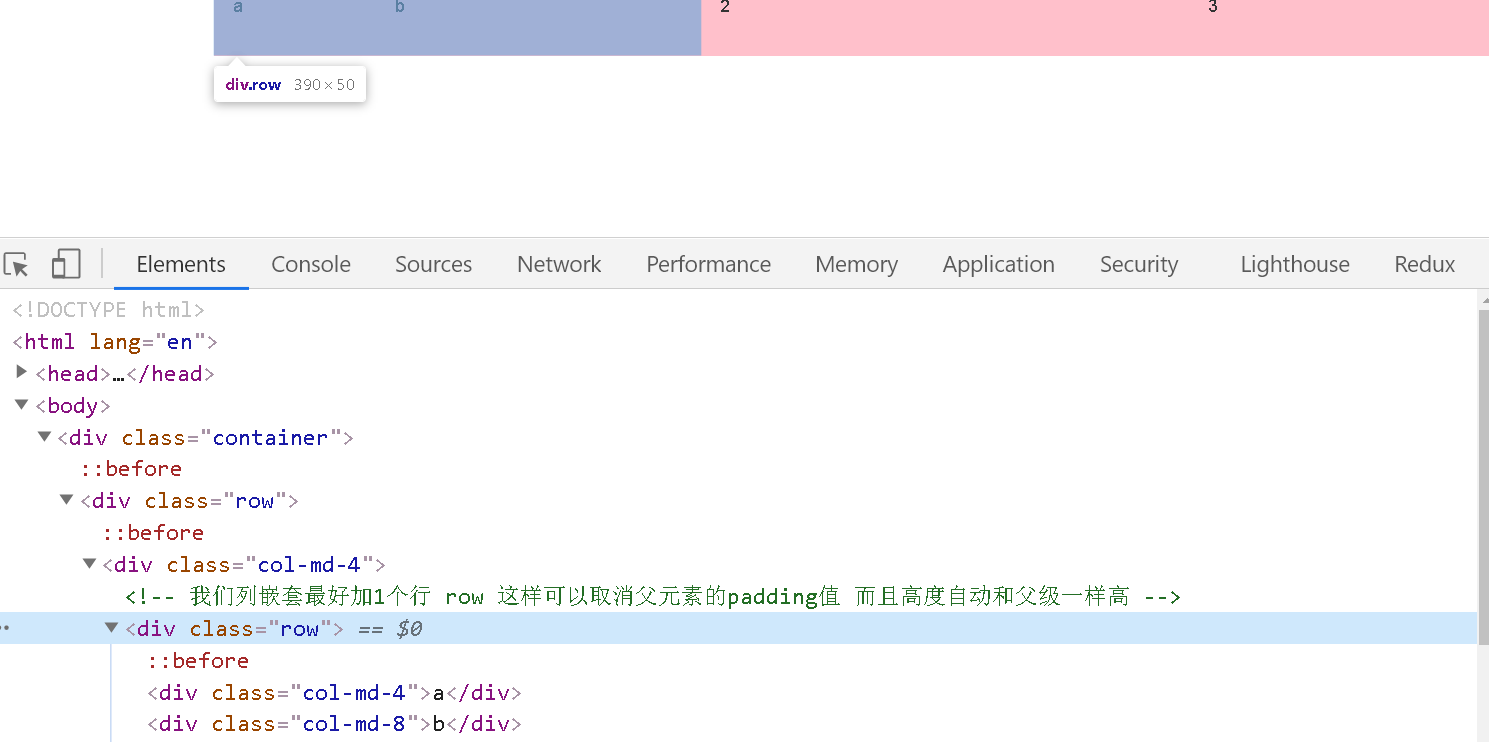 a b 2 3
div.row 390 × 50
Elements Console Sources Network Performance Memory Application Security Lighthouse Redux
<!DOCTYPE html>
<html lang="en">
<head>…</head>
<body>
<div class="container">
::before
<div class="row">
::before
<div class="col-md-4">
<!-- 我们列嵌套最好加1个行 row 这样可以取消父元素的padding值 而且高度自动和父级一样高 -->
<div class="row"> == $0
::before
<div class="col-md-4">a</div>
<div class="col-md-8">b</div>